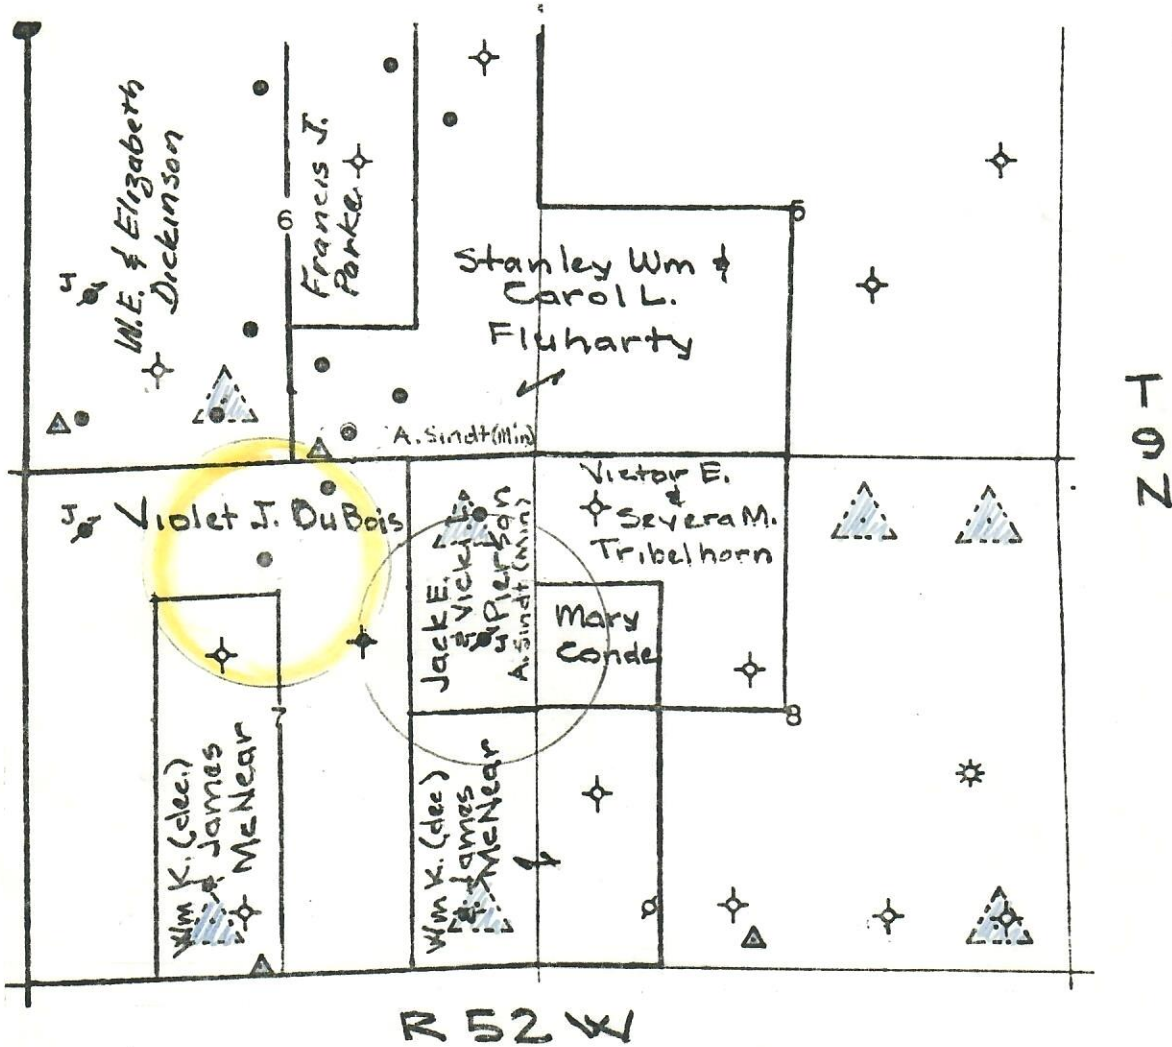 W.E. & Elizabeth
Dickinson
6
Francis J.
Parke
5
Stanley Wm &
Carol L.
Fluharty
A. Sindt (Min)
T
9
N
J
Violet J. DuBois
Victor E.
&
Severa M.
Tribelhorn
Jack E.
& Vicki L.
Pierson
A. Sindt (Min)
Mary
Conde
7
8
Wm K. (dec.)
& James
McNear
Wm K. (dec)
& James
McNear
R 52 W